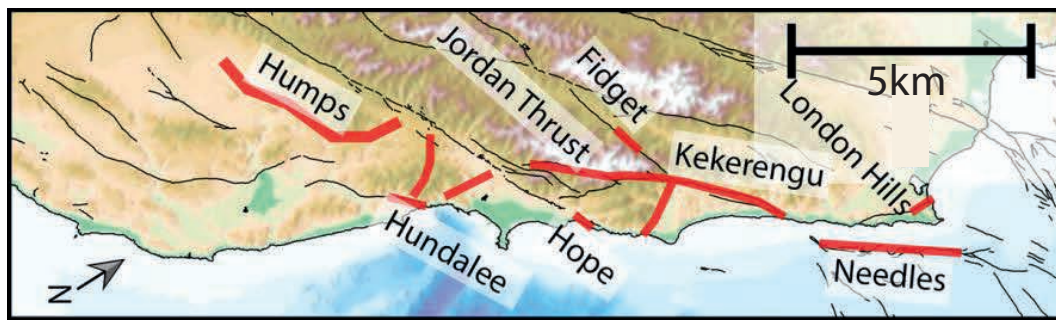 Humps
Jordan Thrust
Fidget
5km
London Hills
Kekerengu
Hundalee
Hope
Needles
N